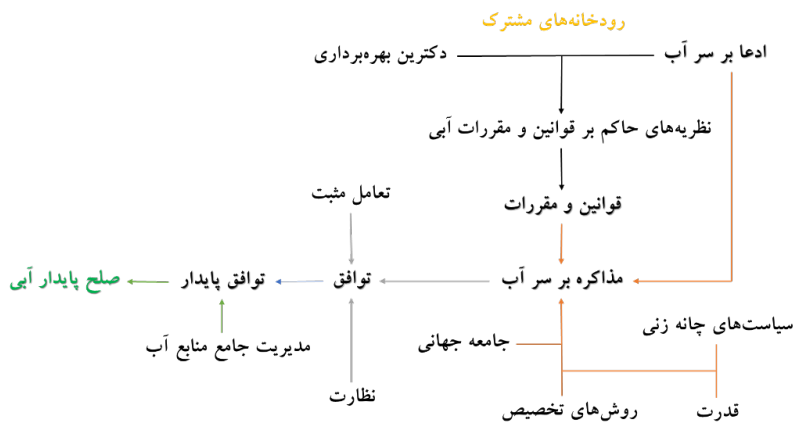 رودخانه‌های مشترک
ادعا بر سر آب
دکترین بهره‌برداری
نظریه‌های حاکم بر قوانین و مقررات آبی
تعامل مثبت
قوانین و مقررات
مذاکره بر سر آب
توافق
توافق پایدار
صلح پایدار آبی
سیاست‌های چانه زنی
جامعه جهانی
مدیریت جامع منابع آب
نظارت
روش‌های تخصیص
قدرت